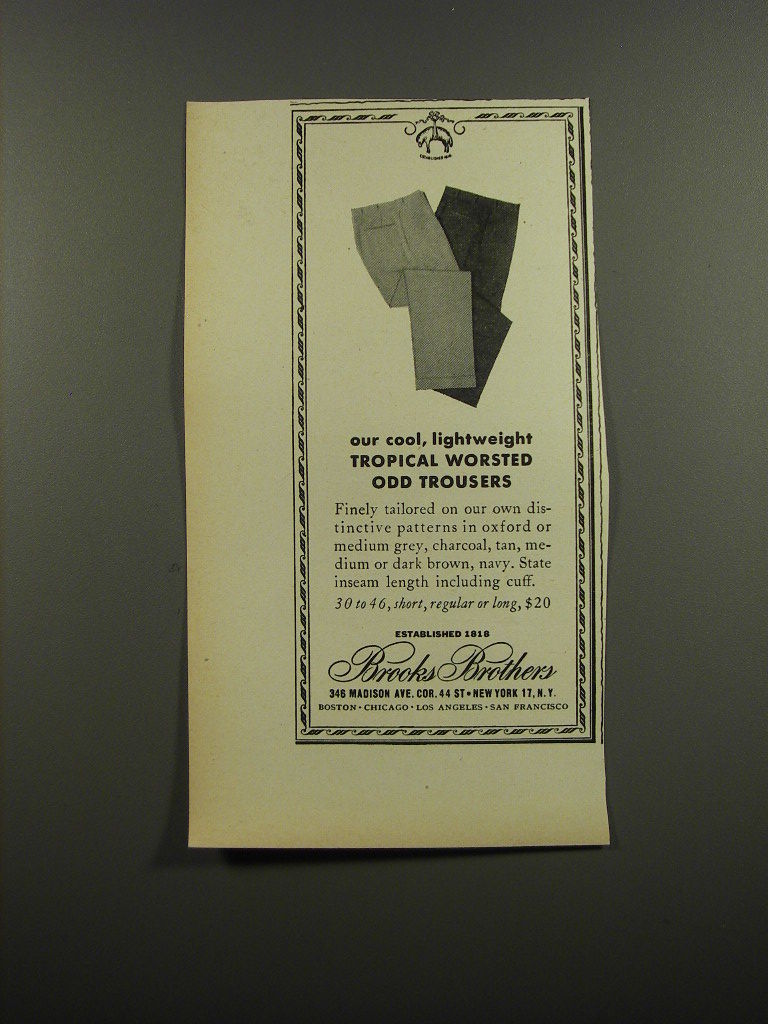 ESTABLISHED 1818
our cool, lightweight
TROPICAL WORSTED
ODD TROUSERS
Finely tailored on our own dis-
tinctive patterns in oxford or
medium grey, charcoal, tan, me-
dium or dark brown, navy. State
inseam length including cuff.
30 to 46, short, regular or long, $20
ESTABLISHED 1818
Brooks Brothers
346 MADISON AVE. COR. 44 ST • NEW YORK 17, N. Y.
BOSTON • CHICAGO • LOS ANGELES • SAN FRANCISCO